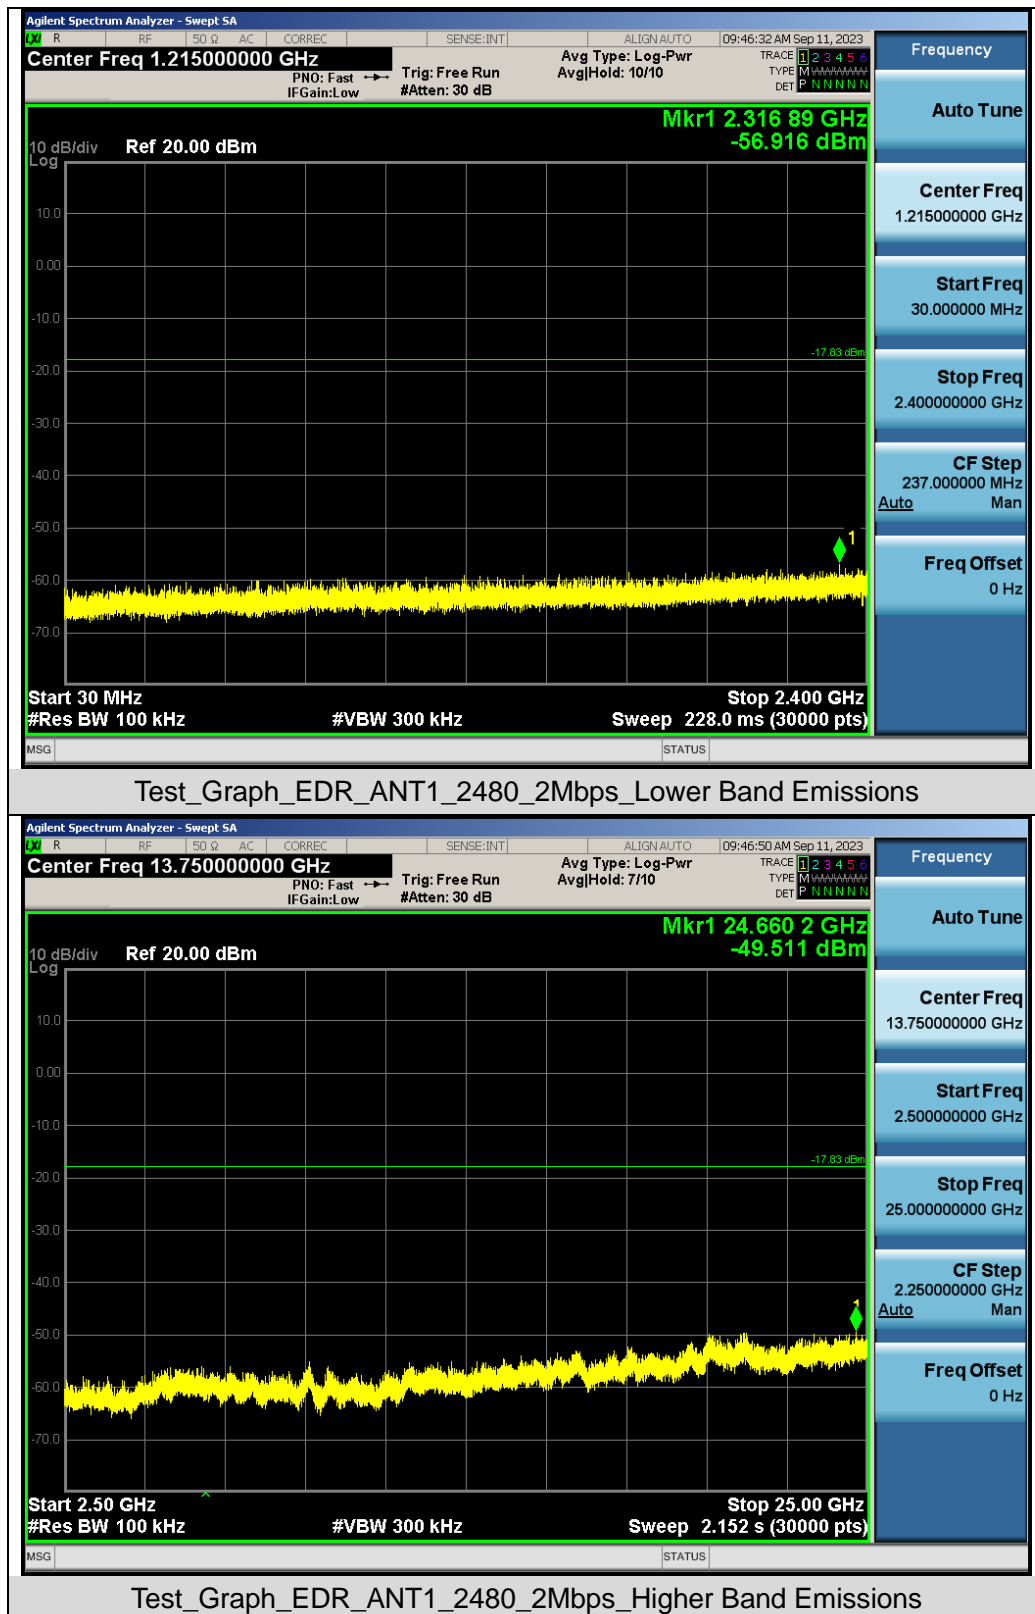 Agilent Spectrum Analyzer - Swept SA
LXI R RF 50 Ω AC CORREC SENSE:INT ALIGN AUTO 09:46:32 AM Sep 11, 2023
Center Freq 1.215000000 GHz
PNO: Fast
IFGain:Low
Trig: Free Run
#Atten: 30 dB
Avg Type: Log-Pwr
Avg|Hold: 10/10
TRACE 1 2 3 4 5 6
TYPE M
DET P N N N N N
Mkr1 2.316 89 GHz
-56.916 dBm
10 dB/div Ref 20.00 dBm
Log
10.0
0.00
-10.0
-17.83 dBm
-20.0
-30.0
-40.0
-50.0
1
-60.0
-70.0
Start 30 MHz Stop 2.400 GHz
#Res BW 100 kHz #VBW 300 kHz Sweep 228.0 ms (30000 pts)
MSG STATUS
Frequency
Auto Tune
Center Freq
1.215000000 GHz
Start Freq
30.000000 MHz
Stop Freq
2.400000000 GHz
CF Step
237.000000 MHz
Auto Man
Freq Offset
0 Hz
Test_Graph_EDR_ANT1_2480_2Mbps_Lower Band Emissions
Agilent Spectrum Analyzer - Swept SA
LXI R RF 50 Ω AC CORREC SENSE:INT ALIGN AUTO 09:46:50 AM Sep 11, 2023
Center Freq 13.750000000 GHz
PNO: Fast
IFGain:Low
Trig: Free Run
#Atten: 30 dB
Avg Type: Log-Pwr
Avg|Hold: 7/10
TRACE 1 2 3 4 5 6
TYPE M
DET P N N N N N
Mkr1 24.660 2 GHz
-49.511 dBm
10 dB/div Ref 20.00 dBm
Log
10.0
0.00
-10.0
-17.83 dBm
-20.0
-30.0
-40.0
1
-50.0
-60.0
-70.0
Start 2.50 GHz Stop 25.00 GHz
#Res BW 100 kHz #VBW 300 kHz Sweep 2.152 s (30000 pts)
MSG STATUS
Frequency
Auto Tune
Center Freq
13.750000000 GHz
Start Freq
2.500000000 GHz
Stop Freq
25.000000000 GHz
CF Step
2.250000000 GHz
Auto Man
Freq Offset
0 Hz
Test_Graph_EDR_ANT1_2480_2Mbps_Higher Band Emissions